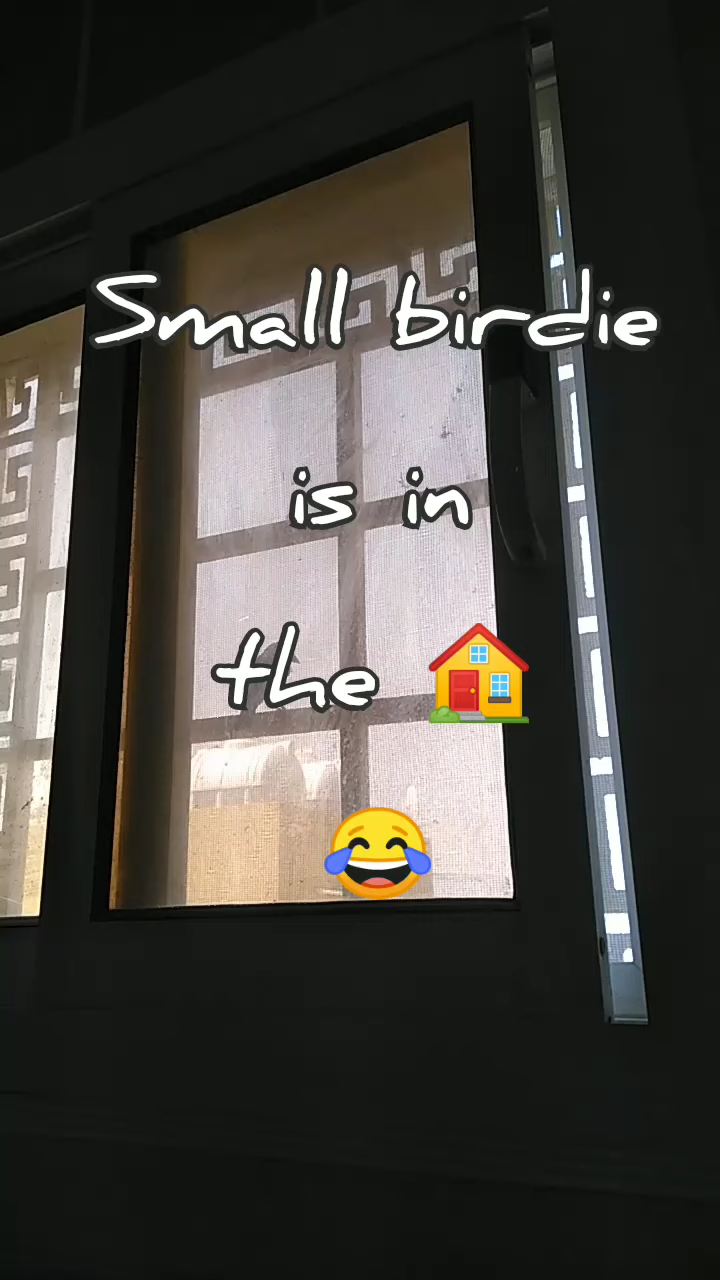 Small birdie
is in
the 🏠
😂